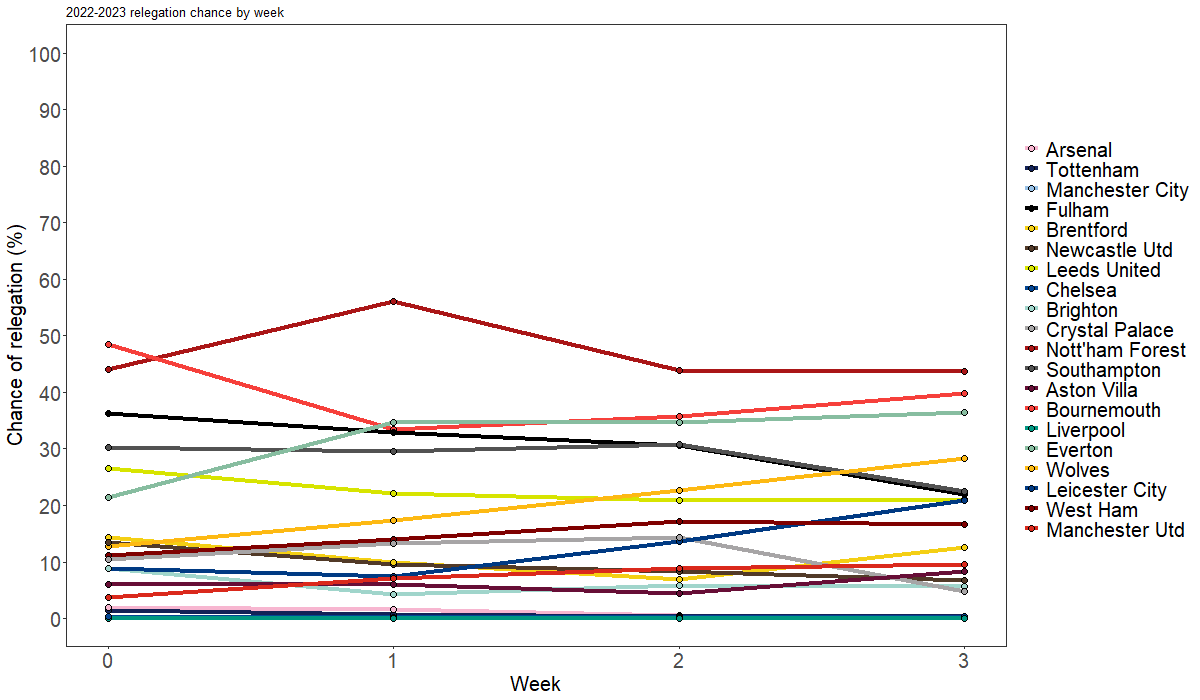 2022-2023 relegation chance by week
100
90
80
70
60
50
40
30
20
10
0
Chance of relegation (%)
0 1 2 3
Week
Arsenal
Tottenham
Manchester City
Fulham
Brentford
Newcastle Utd
Leeds United
Chelsea
Brighton
Crystal Palace
Nott'ham Forest
Southampton
Aston Villa
Bournemouth
Liverpool
Everton
Wolves
Leicester City
West Ham
Manchester Utd